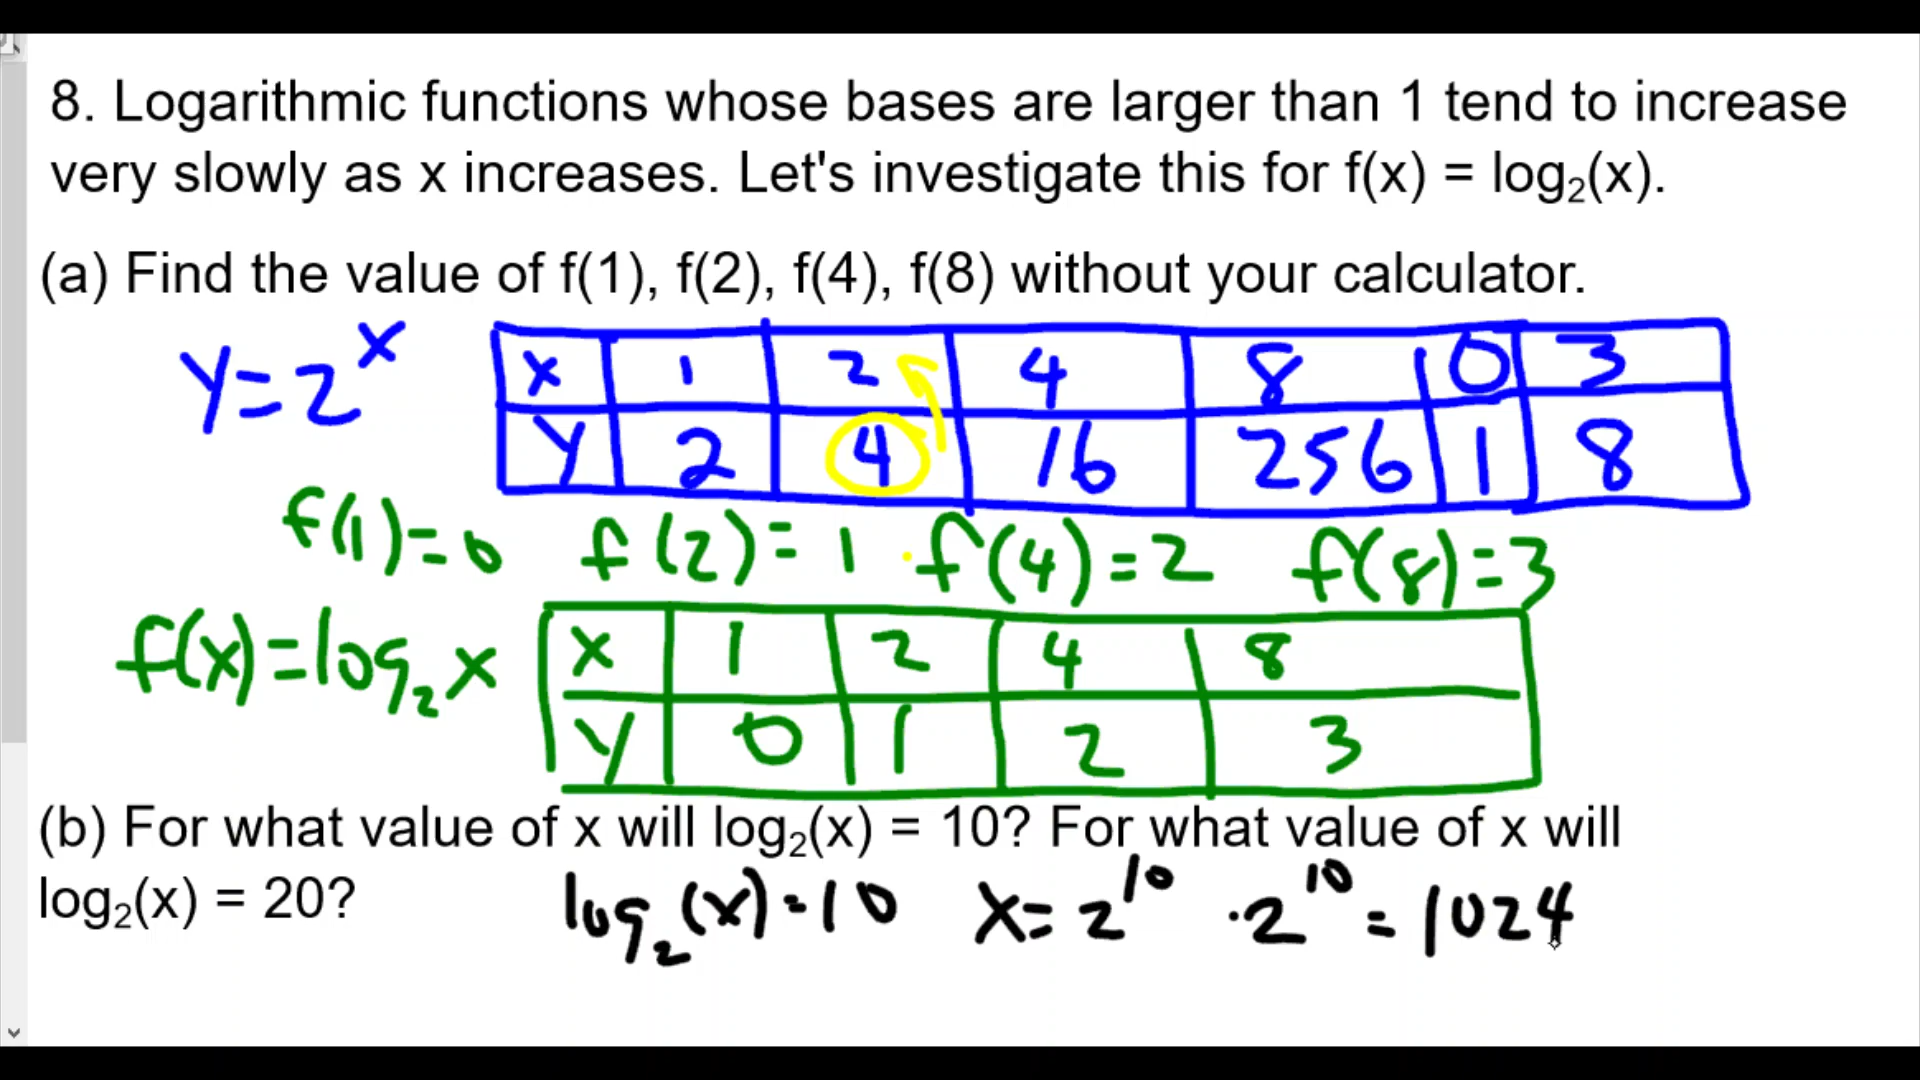 8. Logarithmic functions whose bases are larger than 1 tend to increase
very slowly as x increases. Let's investigate this for f(x) = log₂(x).
(a) Find the value of f(1), f(2), f(4), f(8) without your calculator.
y=2^x
x 1 2 4 8 0 3
y 2 4 16 256 1 8
f(1)=0 f(2)=1 f(4)=2 f(8)=3
f(x)=log₂x
x 1 2 4 8
y 0 1 2 3
(b) For what value of x will log₂(x) = 10? For what value of x will
log₂(x) = 20?
log₂(x)=10 x=2^10 ·2^10 =1024